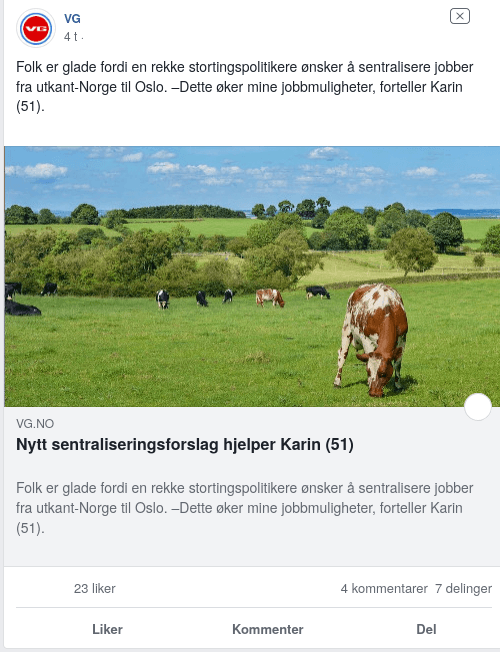 VG
VG
4 t ·
Folk er glade fordi en rekke stortingspolitikere ønsker å sentralisere jobber
fra utkant-Norge til Oslo. –Dette øker mine jobbmuligheter, forteller Karin
(51).
VG.NO
Nytt sentraliseringsforslag hjelper Karin (51)
Folk er glade fordi en rekke stortingspolitikere ønsker å sentralisere jobber
fra utkant-Norge til Oslo. –Dette øker mine jobbmuligheter, forteller Karin
(51).
23 liker
4 kommentarer 7 delinger
Liker Kommenter Del